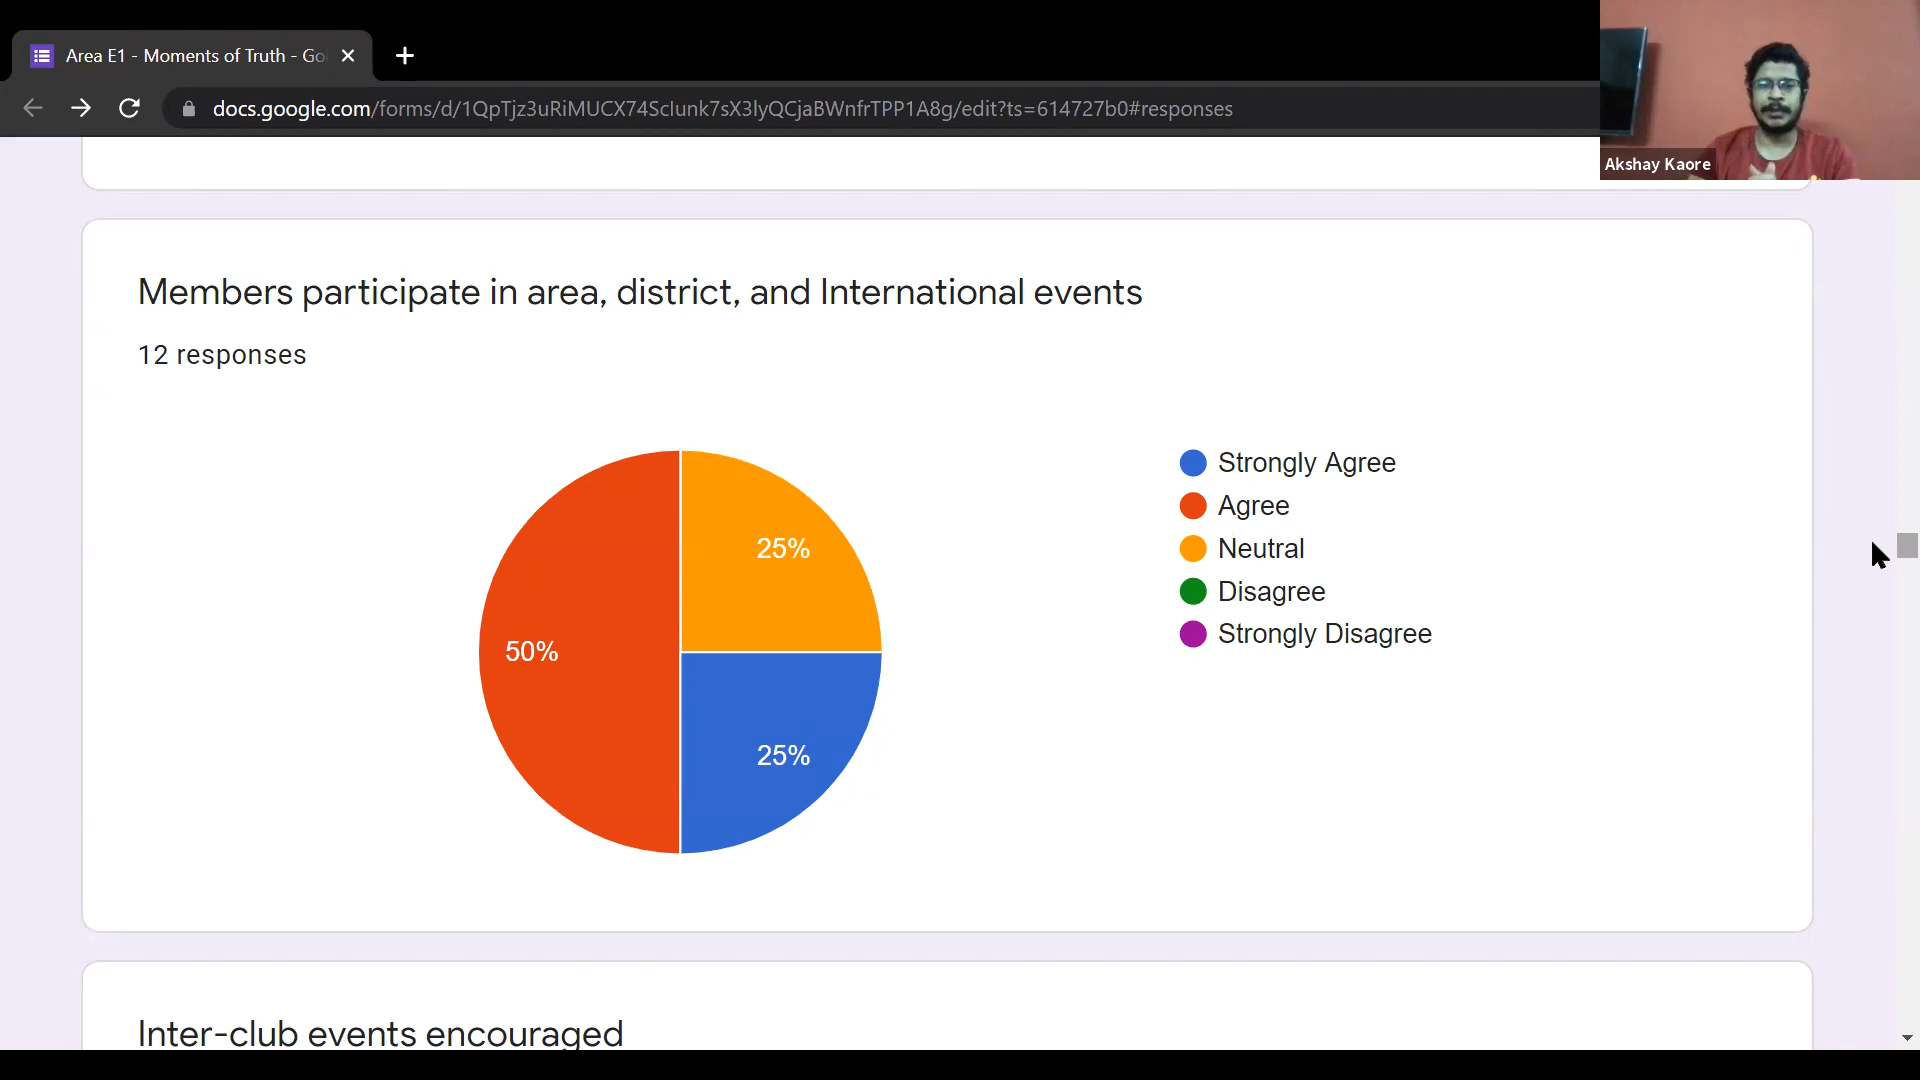 Area E1 - Moments of Truth - Go
docs.google.com/forms/d/1QpTjz3uRiMUCX74ScIunk7sX3lyQCjaBWnfrTPP1A8g/edit?ts=614727b0#responses
Akshay Kaore
Members participate in area, district, and International events
12 responses
Strongly Agree
Agree
Neutral
Disagree
Strongly Disagree
25%
50%
25%
Inter-club events encouraged